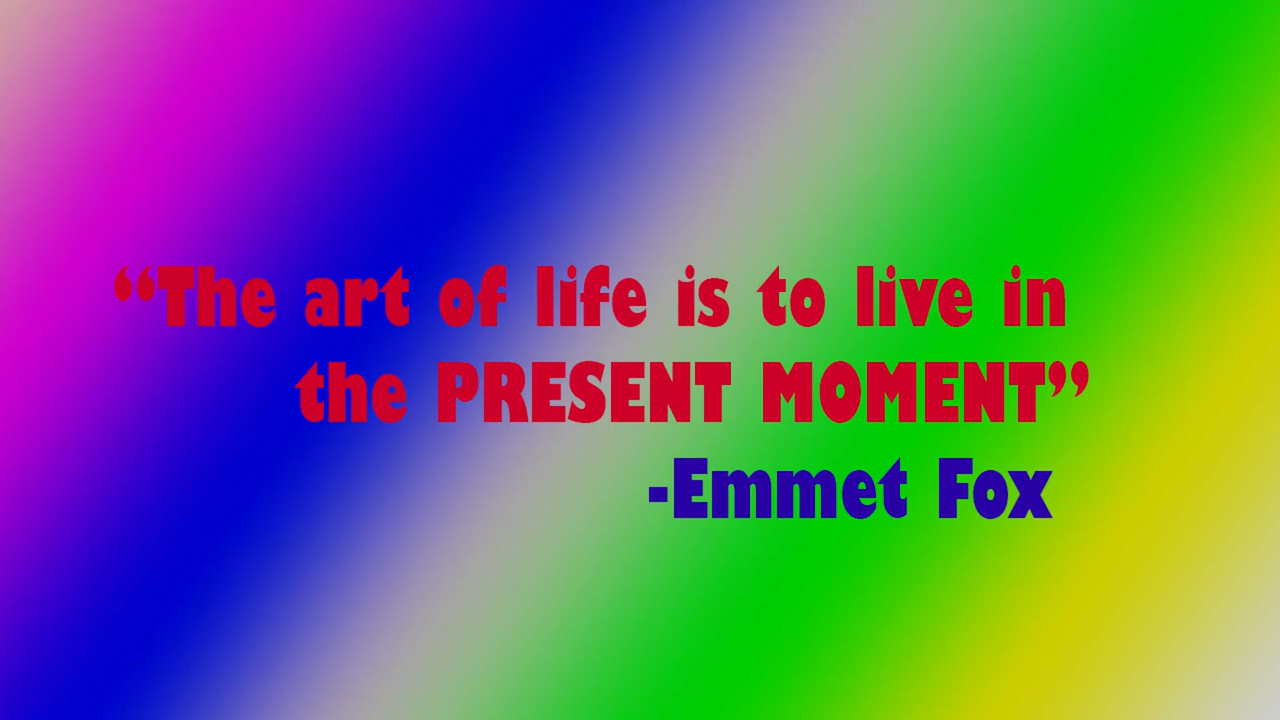 “The art of life is to live in
the PRESENT MOMENT”
-Emmet Fox